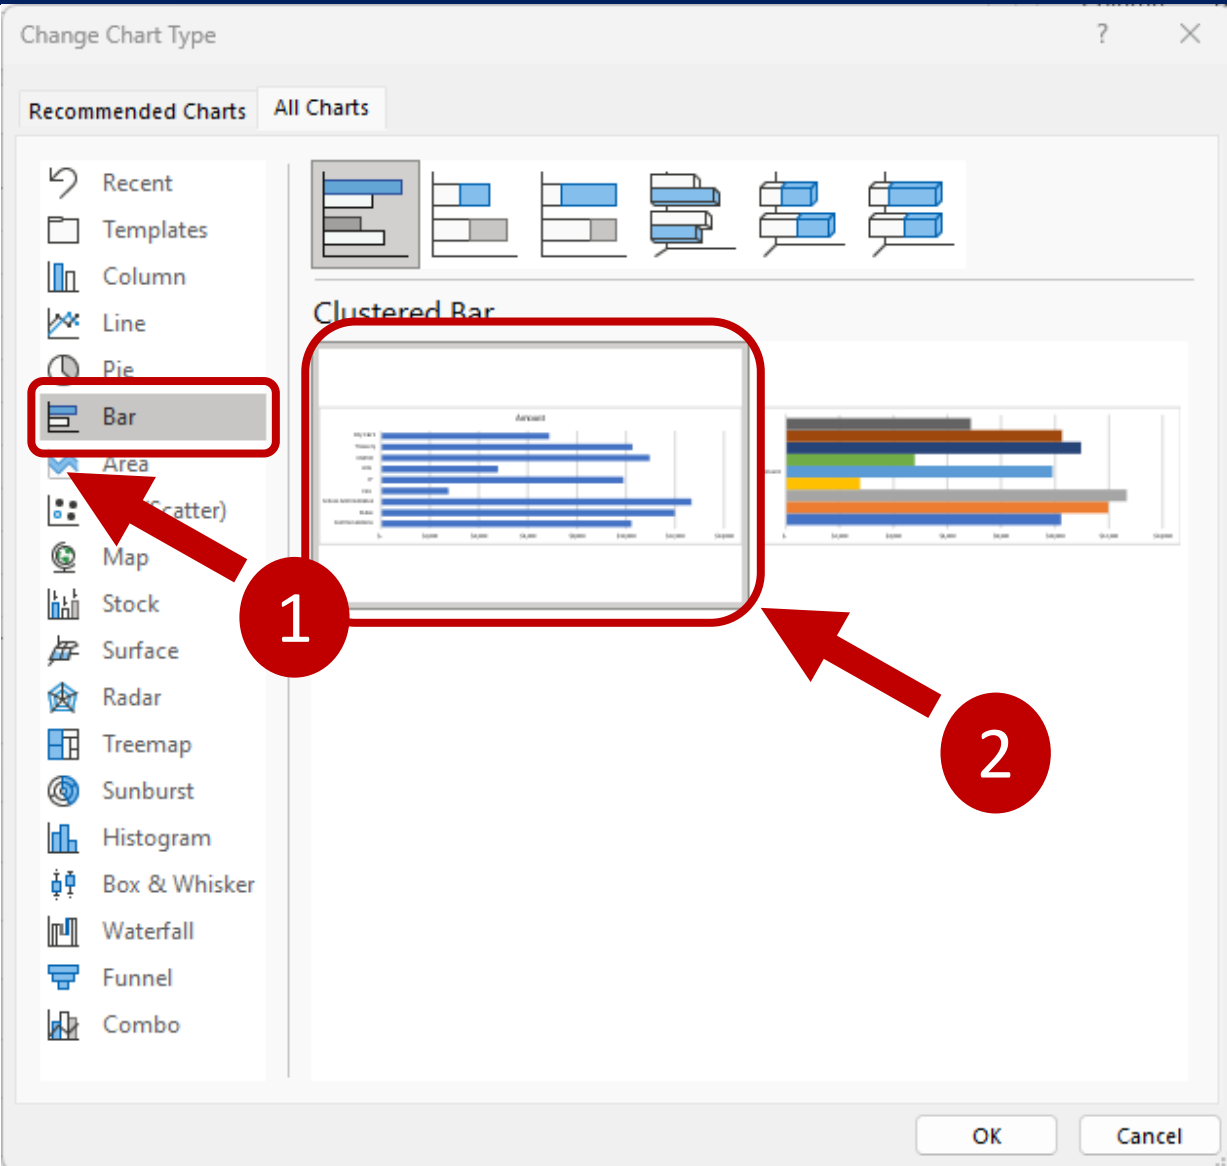 Change Chart Type
?
Recommended Charts
All Charts
Recent
Templates
Column
Line
Pie
Bar
Area
Scatter)
Map
Stock
Surface
Radar
Treemap
Sunburst
Histogram
Box & Whisker
Waterfall
Funnel
Combo
Clustered Bar
Amount
1
2
OK
Cancel